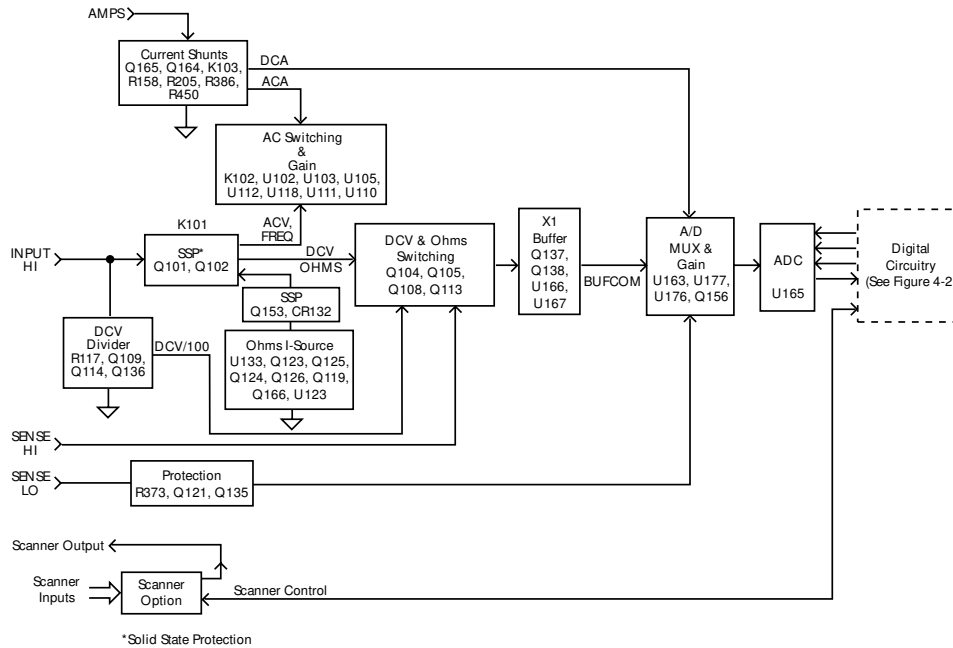 AMPS
Current Shunts
Q165, Q164, K103,
R158, R205, R386,
R450
DCA
ACA
AC Switching
&
Gain
K102, U102, U103, U105,
U112, U118, U111, U110
K101
ACV,
FREQ
INPUT
HI
SSP*
Q101, Q102
DCV
OHMS
DCV & Ohms
Switching
Q104, Q105,
Q108, Q113
X1
Buffer
Q137,
Q138,
U166,
U167
BUFCOM
A/D
MUX &
Gain
U163, U177,
U176, Q156
ADC
U165
Digital
Circuitry
(See Figure 4-2
SSP
Q153, CR132
DCV
Divider
R117, Q109,
Q114, Q136
DCV/100
Ohms I-Source
U133, Q123, Q125,
Q124, Q126, Q119,
Q166, U123
SENSE
HI
SENSE
LO
Protection
R373, Q121, Q135
Scanner Output
Scanner
Inputs
Scanner
Option
Scanner Control
*Solid State Protection